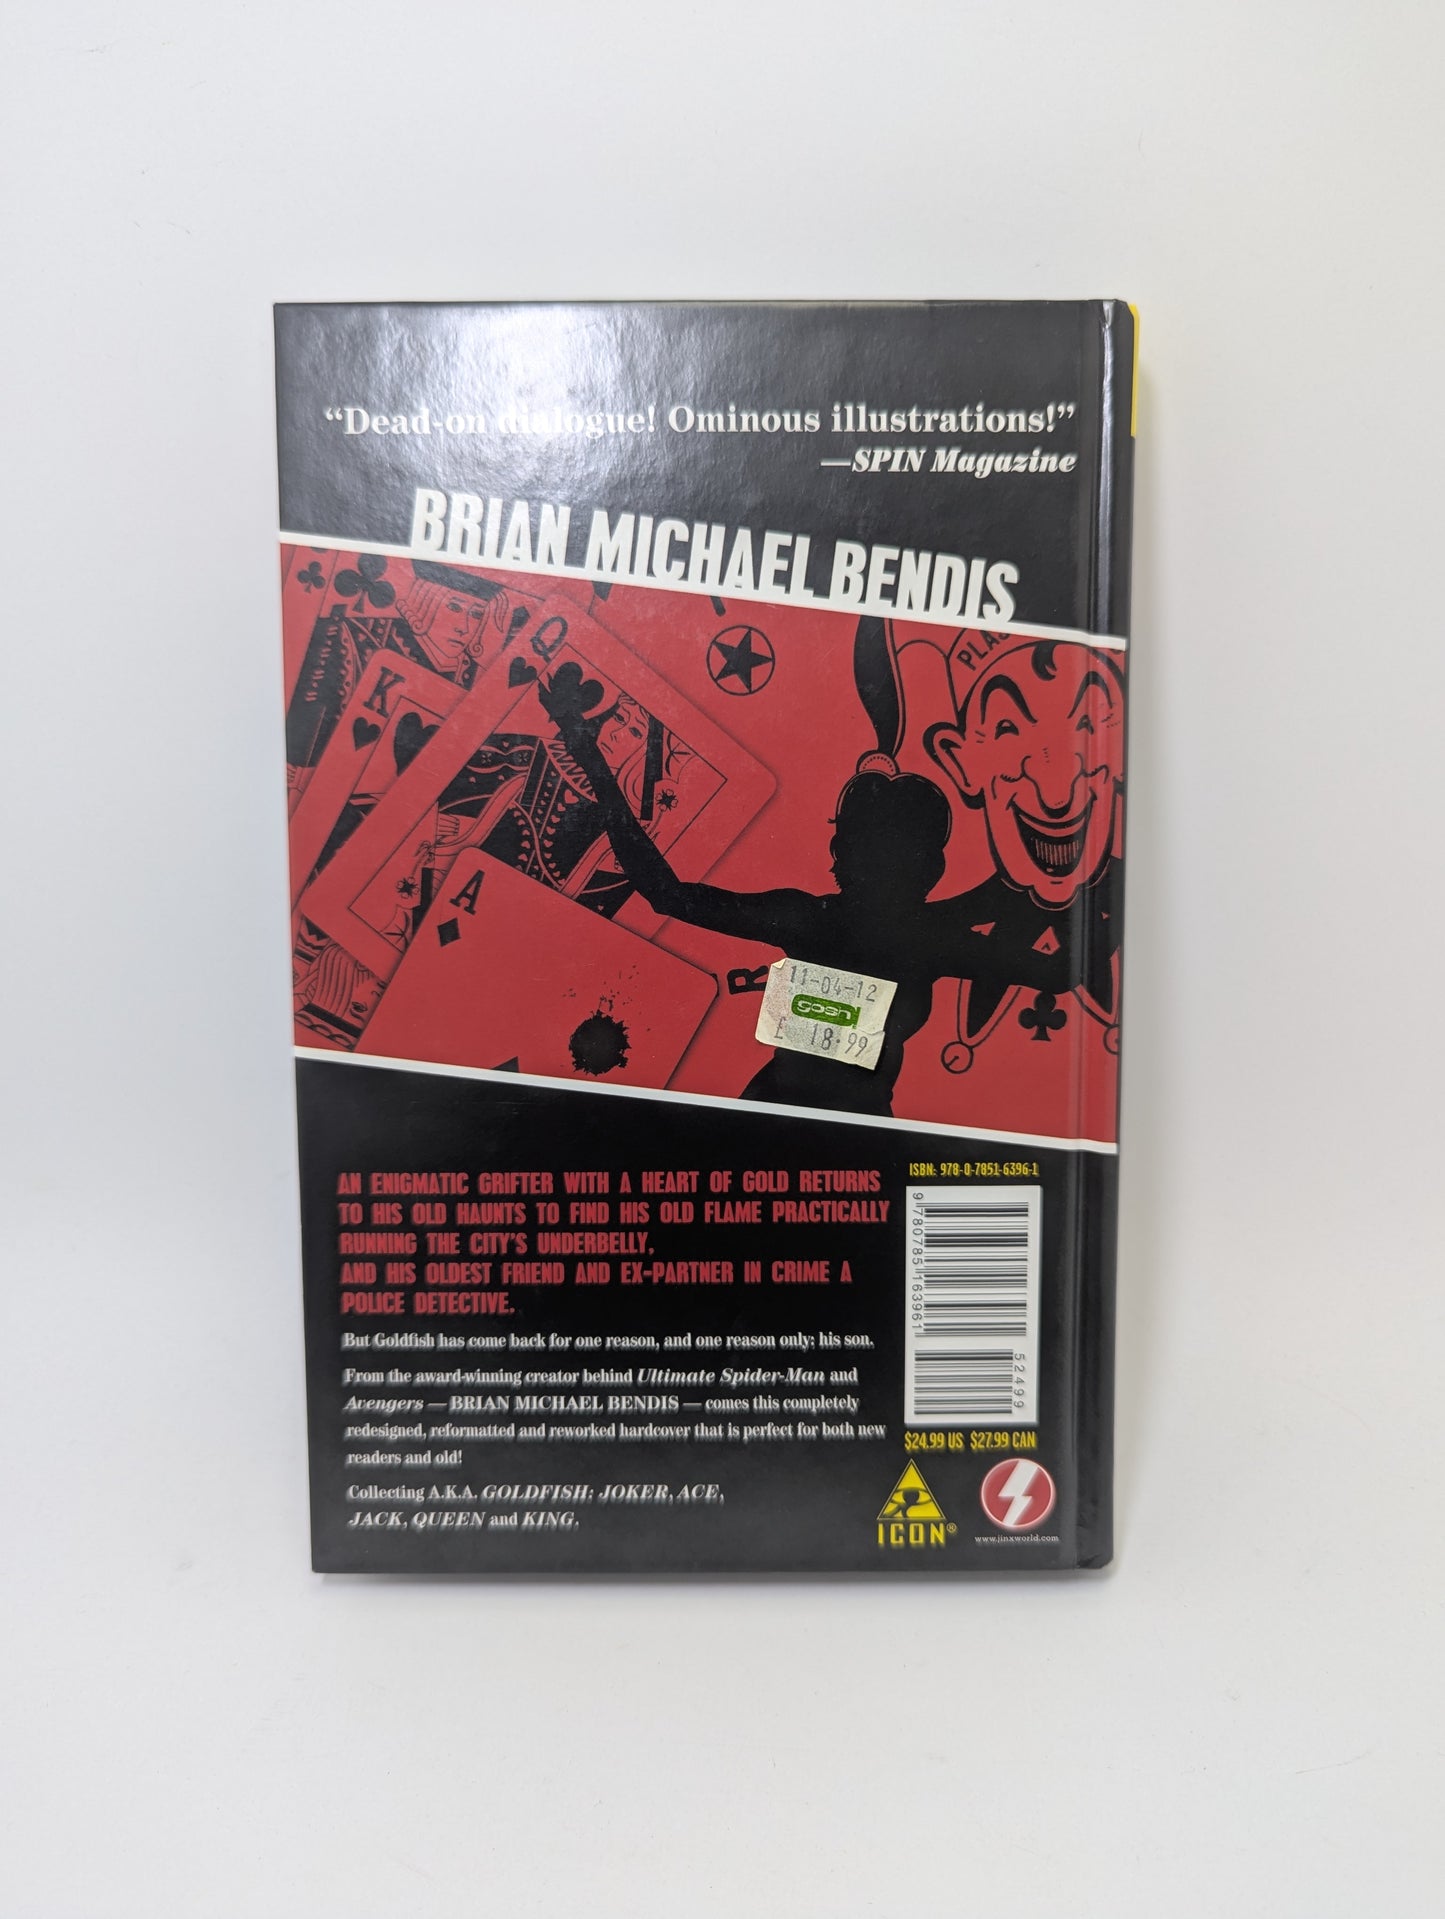 “Dead-on dialogue! Ominous illustrations!”
—SPIN Magazine
BRIAN MICHAEL BENDIS
K
Q
A
R
11-04-12
gosh!
£ 18.99
AN ENIGMATIC GRIFTER WITH A HEART OF GOLD RETURNS
TO HIS OLD HAUNTS TO FIND HIS OLD FLAME PRACTICALLY
RUNNING THE CITY'S UNDERBELLY,
AND HIS OLDEST FRIEND AND EX-PARTNER IN CRIME A
POLICE DETECTIVE.
But Goldfish has come back for one reason, and one reason only: his son.
From the award-winning creator behind Ultimate Spider-Man and
Avengers — BRIAN MICHAEL BENDIS — comes this completely
redesigned, reformatted and reworked hardcover that is perfect for both new
readers and old!
Collecting A.K.A. GOLDFISH: JOKER, ACE,
JACK, QUEEN and KING.
ISBN: 978-0-7851-6396-1
9 780785 163961
52499
$24.99 US $27.99 CAN
ICON®
www.jinxworld.com